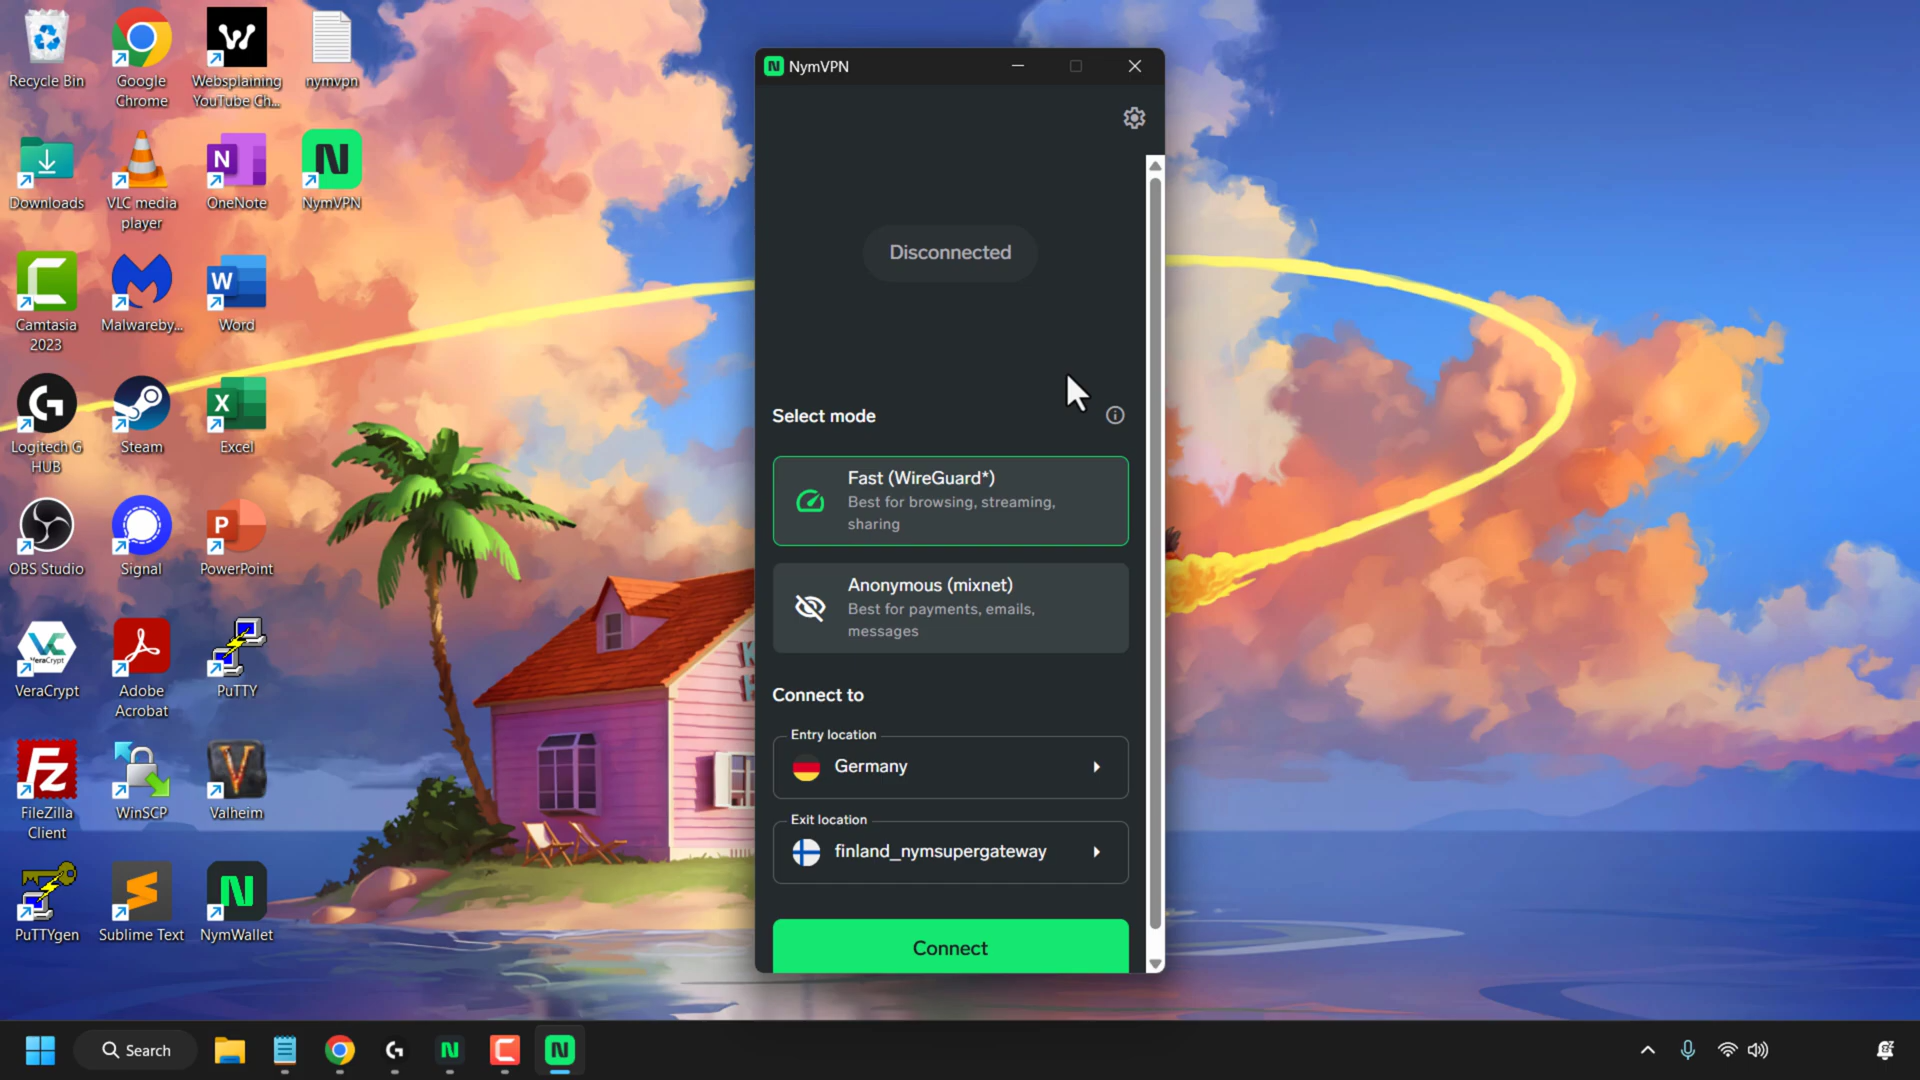 Recycle Bin
Google
Chrome
Websplaining
YouTube Ch...
nymvpn
Downloads
VLC media
player
OneNote
NymVPN
Camtasia
2023
Malwareby...
Word
Logitech G
HUB
Steam
Excel
OBS Studio
Signal
PowerPoint
VeraCrypt
Adobe
Acrobat
PuTTY
FileZilla
Client
WinSCP
Valheim
PuTTYgen
Sublime Text
NymWallet
NymVPN
Disconnected
Select mode
Fast (WireGuard*)
Best for browsing, streaming,
sharing
Anonymous (mixnet)
Best for payments, emails,
messages
Connect to
Entry location
Germany
Exit location
finland_nymsupergateway
Connect
Search